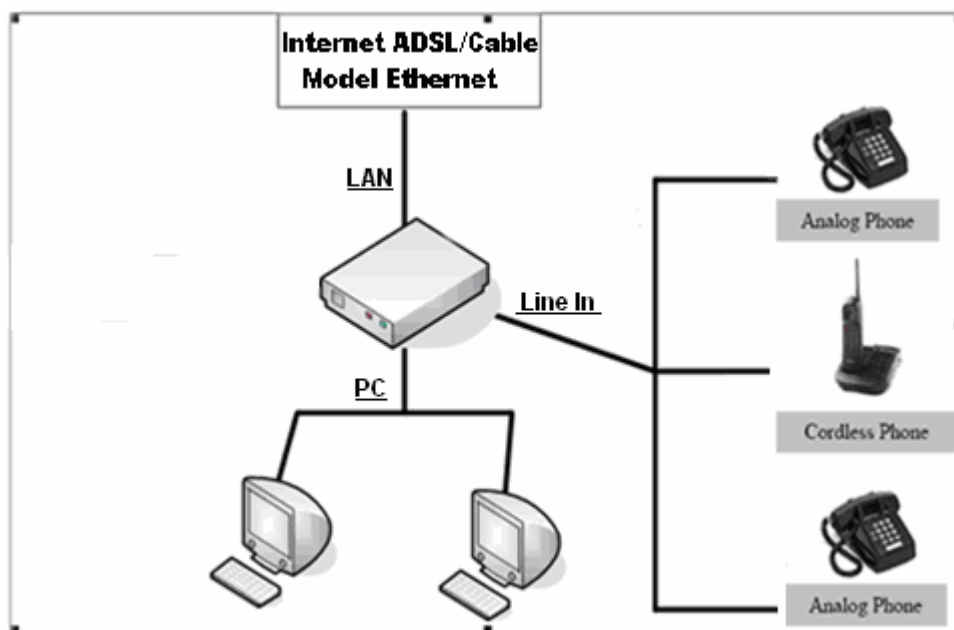 Internet ADSL/Cable
Model Ethernet
LAN
Analog Phone
Line In
PC
Cordless Phone
Analog Phone